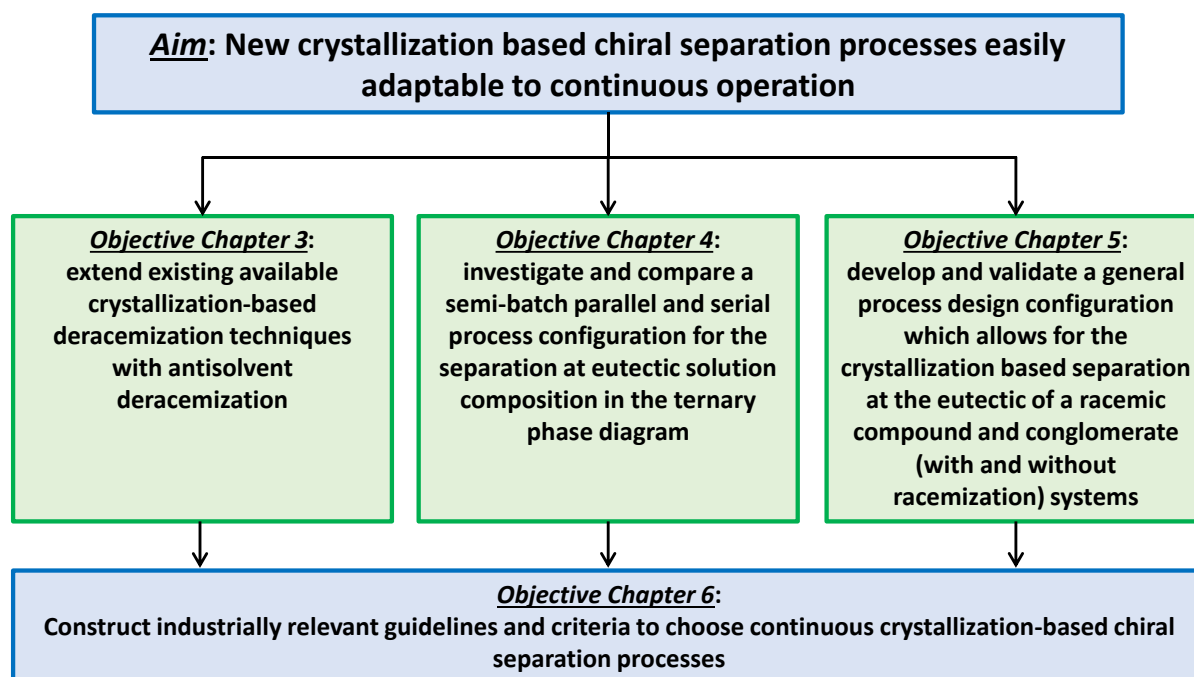 Aim: New crystallization based chiral separation processes easily
adaptable to continuous operation
Objective Chapter 3:
extend existing available
crystallization-based
deracemization techniques
with antisolvent
deracemization
Objective Chapter 4:
investigate and compare a
semi-batch parallel and serial
process configuration for the
separation at eutectic solution
composition in the ternary
phase diagram
Objective Chapter 5:
develop and validate a general
process design configuration
which allows for the
crystallization based separation
at the eutectic of a racemic
compound and conglomerate
(with and without
racemization) systems
Objective Chapter 6:
Construct industrially relevant guidelines and criteria to choose continuous crystallization-based chiral
separation processes